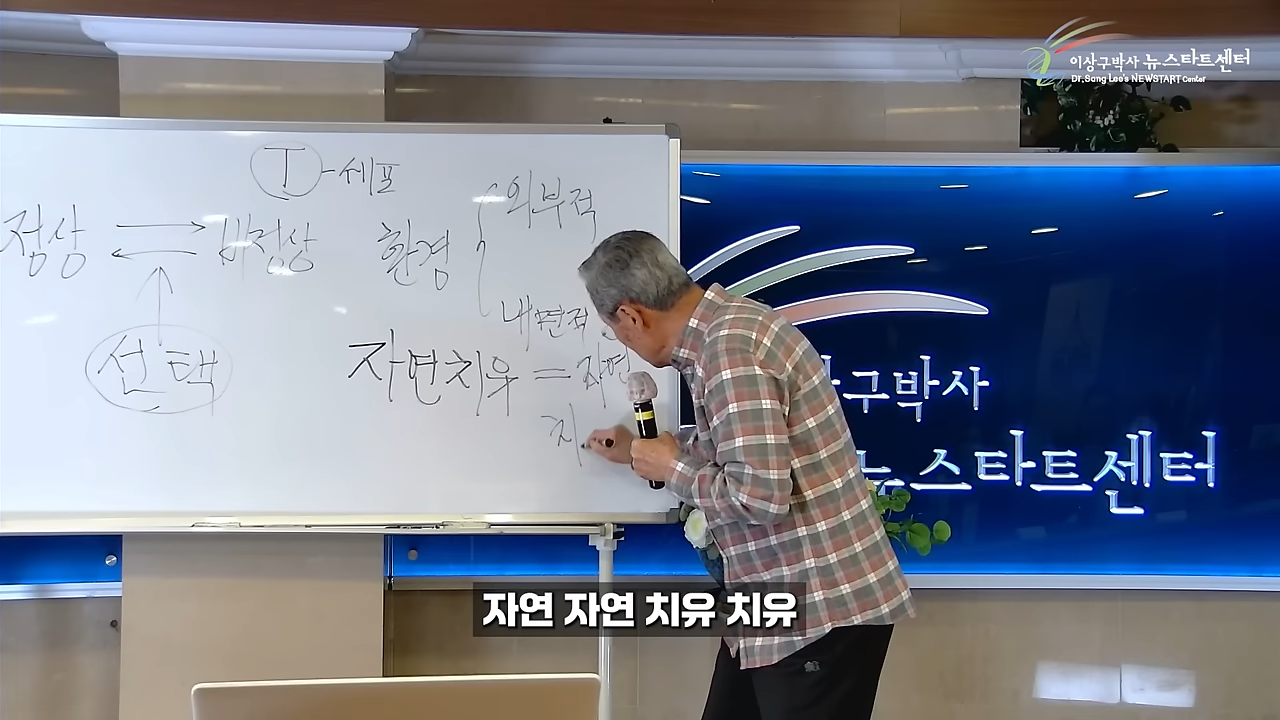 이상구박사 뉴스타트센터
Dr.Sang Lee's NEWSTART Center
T-세포
정상 비정상 환경 외부적
내면적
선택
자연치유 = 자연
치
구박사
뉴스타트센터
자연 자연 치유 치유